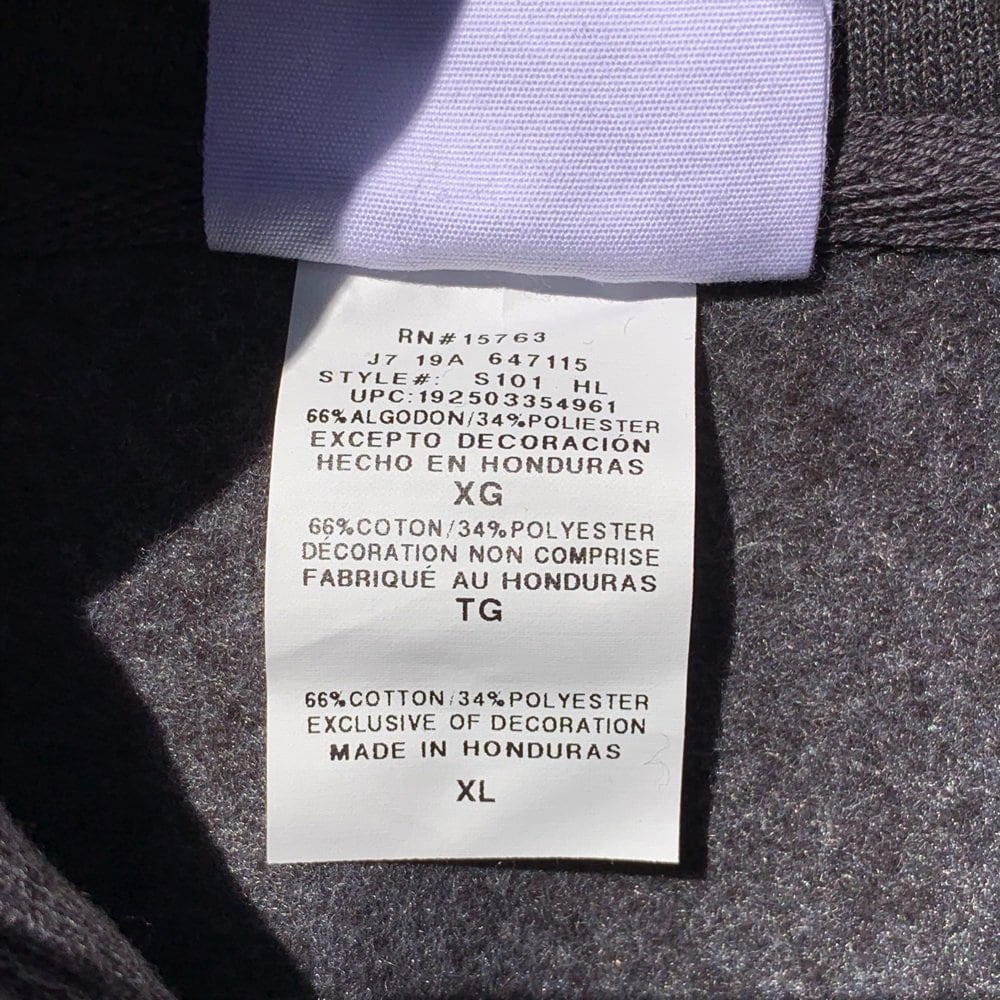 RN#15763
J7 19A 647115
STYLE#: S101 HL
UPC:192503354961
66%ALGODON/34%POLIESTER
EXCEPTO DECORACIÓN
HECHO EN HONDURAS
XG
66%COTON/34%POLYESTER
DÉCORATION NON COMPRISE
FABRIQUÉ AU HONDURAS
TG
66%COTTON/34%POLYESTER
EXCLUSIVE OF DECORATION
MADE IN HONDURAS
XL